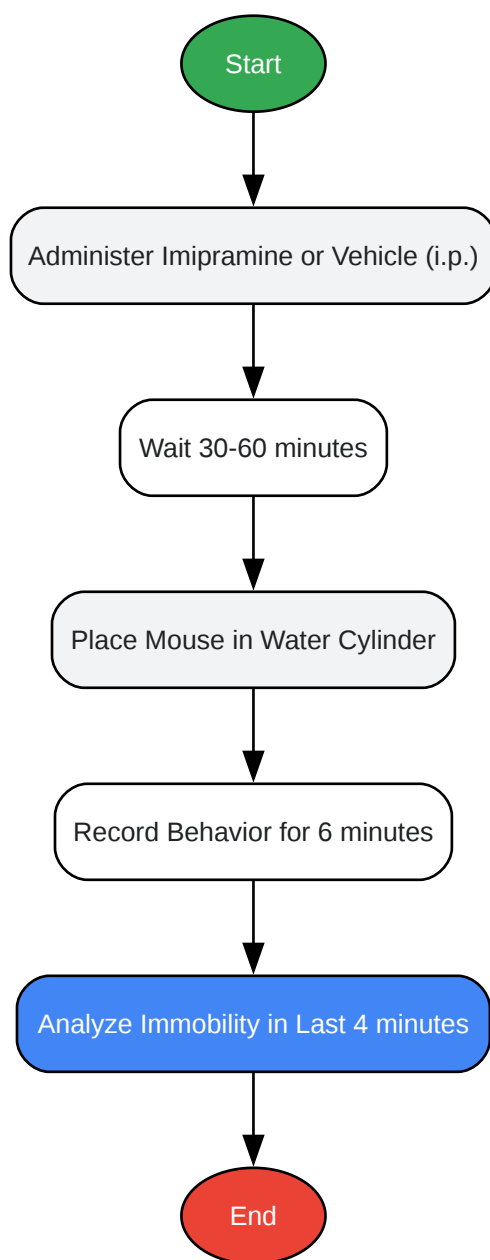 Start
Administer Imipramine or Vehicle (i.p.)
Wait 30-60 minutes
Place Mouse in Water Cylinder
Record Behavior for 6 minutes
Analyze Immobility in Last 4 minutes
End